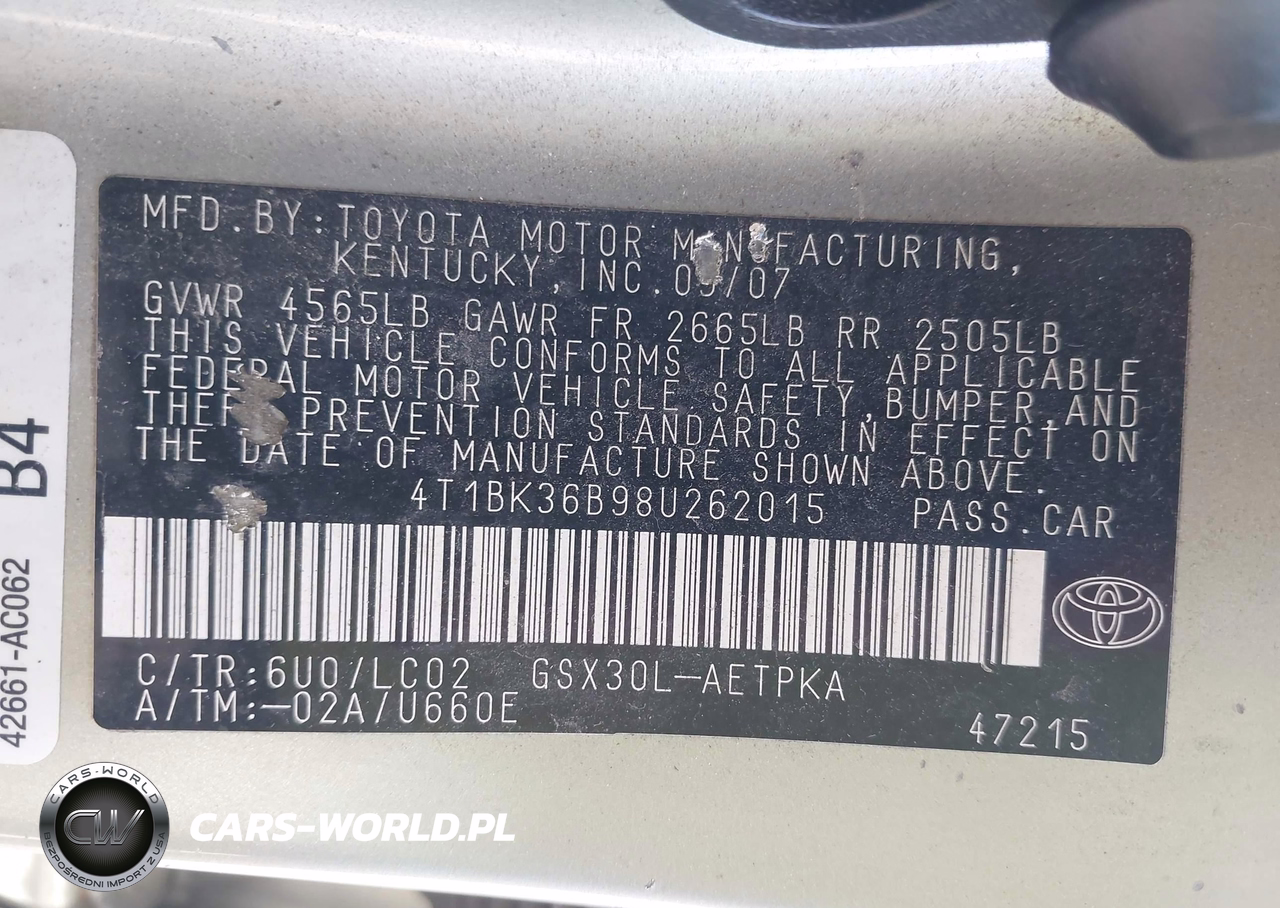 MFD.BY:TOYOTA MOTOR MANUFACTURING,
KENTUCKY,INC.
GVWR 4565LB GAWR FR 2665LB RR 2505LB
THIS VEHICLE CONFORMS TO ALL APPLICABLE
FEDERAL MOTOR VEHICLE SAFETY,BUMPER,AND
THEFT PREVENTION STANDARDS IN EFFECT ON
THE DATE OF MANUFACTURE SHOWN ABOVE.
4T1BK36B98U262015 PASS.CAR
C/TR:6U0/LC02 GSX30L-AETPKA
A/TM:-02A/U660E
47215
42661-AC062 B4
CARS-WORLD
CW
BEZPOŚREDNI IMPORT Z USA
CARS-WORLD.PL